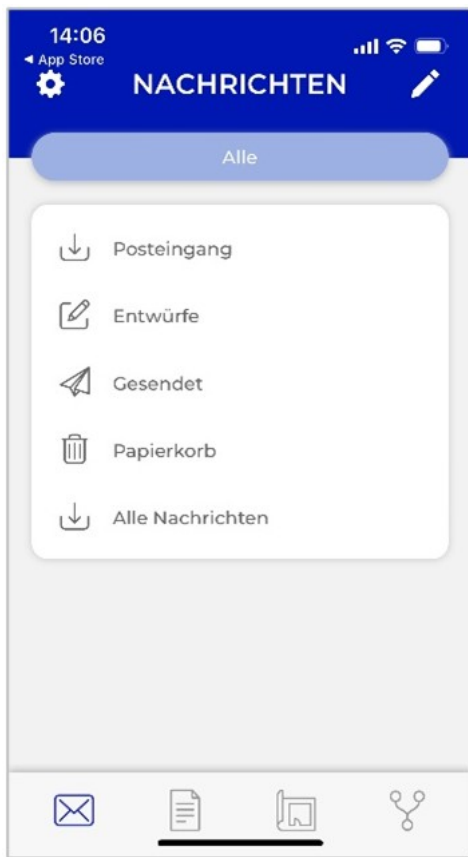 14:06
◀ App Store
NACHRICHTEN
Alle
Posteingang
Entwürfe
Gesendet
Papierkorb
Alle Nachrichten